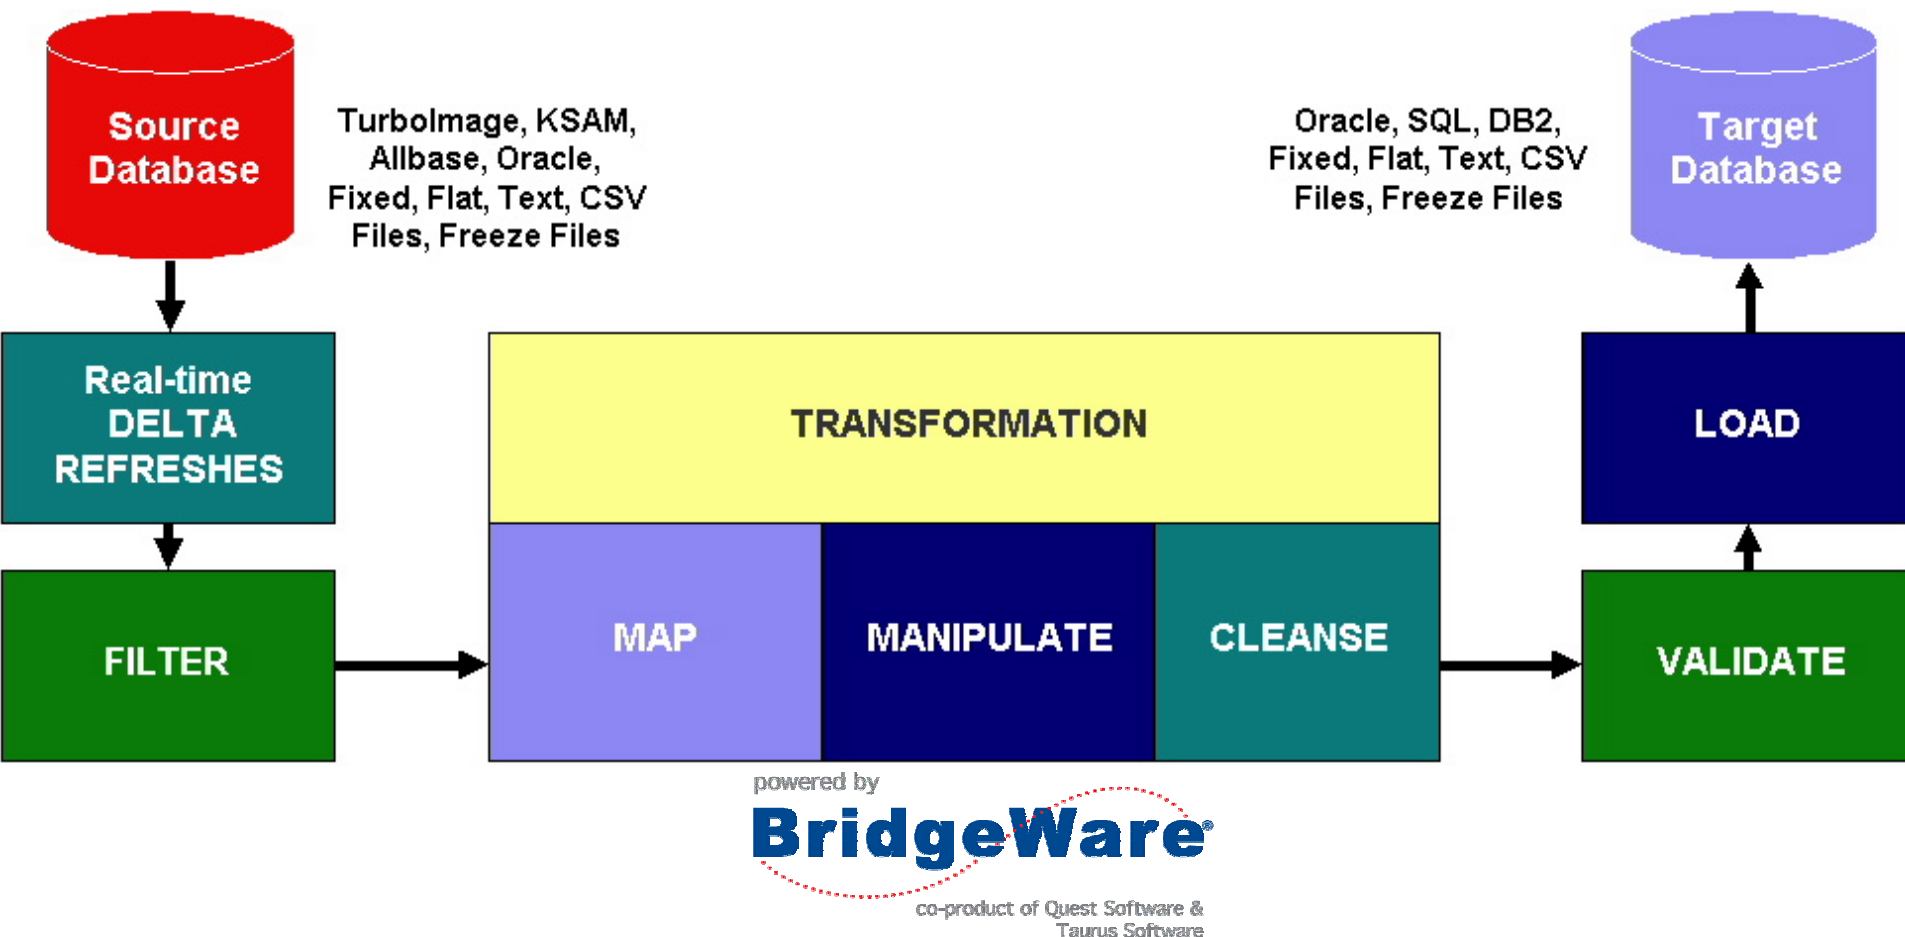 Source
Database
TurboImage, KSAM,
Allbase, Oracle,
Fixed, Flat, Text, CSV
Files, Freeze Files
Oracle, SQL, DB2,
Fixed, Flat, Text, CSV
Files, Freeze Files
Target
Database
Real-time
DELTA
REFRESHES
FILTER
TRANSFORMATION
MAP
MANIPULATE
CLEANSE
LOAD
VALIDATE
powered by
BridgeWare®
co-product of Quest Software &
Taurus Software